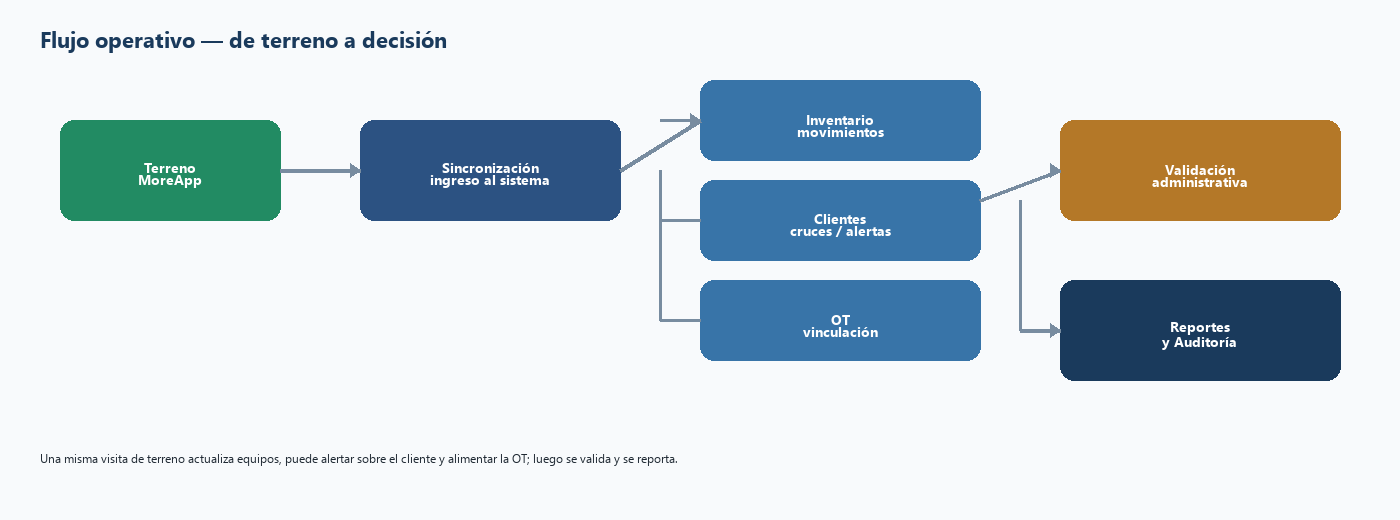 Flujo operativo — de terreno a decisión
Terreno
MoreApp
Sincronización
ingreso al sistema
Inventario
movimientos
Clientes
cruces / alertas
OT
vinculación
Validación
administrativa
Reportes
y Auditoría
Una misma visita de terreno actualiza equipos, puede alertar sobre el cliente y alimentar la OT; luego se valida y se reporta.